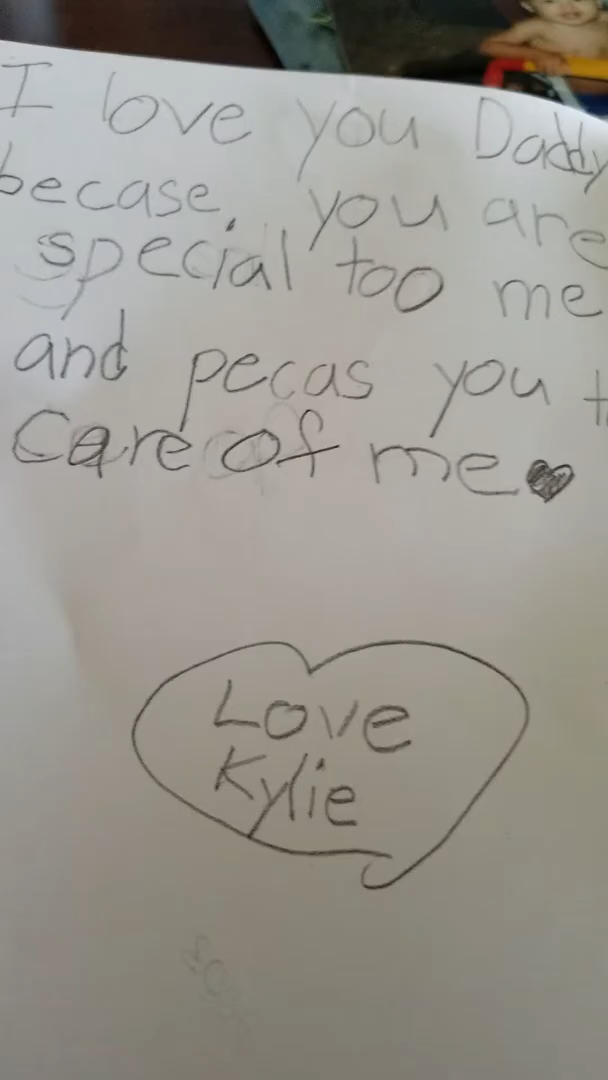 I love you Daddy
becase, you are
special too me
and pecas you t
Care of me
Love
Kylie